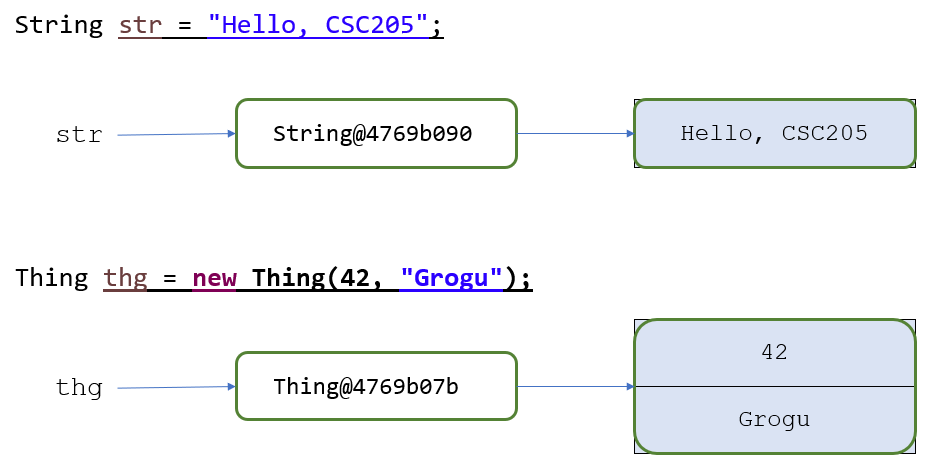 String str = "Hello, CSC205";
str String@4769b090 Hello, CSC205
Thing thg = new Thing(42, "Grogu");
42
thg Thing@4769b07b
Grogu